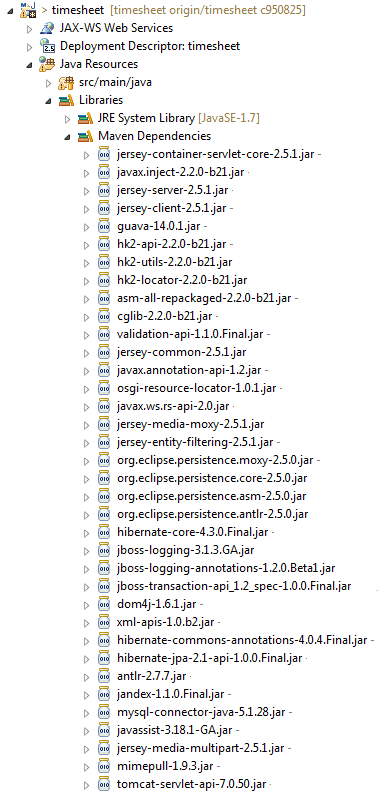 > timesheet [timesheet origin/timesheet c950825]
JAX-WS Web Services
Deployment Descriptor: timesheet
Java Resources
src/main/java
Libraries
JRE System Library [JavaSE-1.7]
Maven Dependencies
jersey-container-servlet-core-2.5.1.jar -
javax.inject-2.2.0-b21.jar
jersey-server-2.5.1.jar
jersey-client-2.5.1.jar
guava-14.0.1.jar -
hk2-api-2.2.0-b21.jar -
hk2-utils-2.2.0-b21.jar
hk2-locator-2.2.0-b21.jar
asm-all-repackaged-2.2.0-b21.jar -
cglib-2.2.0-b21.jar
validation-api-1.1.0.Final.jar -
jersey-common-2.5.1.jar
javax.annotation-api-1.2.jar
osgi-resource-locator-1.0.1.jar
javax.ws.rs-api-2.0.jar
jersey-media-moxy-2.5.1.jar
jersey-entity-filtering-2.5.1.jar -
org.eclipse.persistence.moxy-2.5.0.jar -
org.eclipse.persistence.core-2.5.0.jar
org.eclipse.persistence.asm-2.5.0.jar
org.eclipse.persistence.antlr-2.5.0.jar
hibernate-core-4.3.0.Final.jar -
jboss-logging-3.1.3.GA.jar
jboss-logging-annotations-1.2.0.Beta1.jar
jboss-transaction-api_1.2_spec-1.0.0.Final.jar
dom4j-1.6.1.jar -
xml-apis-1.0.b2.jar -
hibernate-commons-annotations-4.0.4.Final.jar -
hibernate-jpa-2.1-api-1.0.0.Final.jar
antlr-2.7.7.jar
jandex-1.1.0.Final.jar -
mysql-connector-java-5.1.28.jar -
javassist-3.18.1-GA.jar
jersey-media-multipart-2.5.1.jar -
mimepull-1.9.3.jar -
tomcat-servlet-api-7.0.50.jar